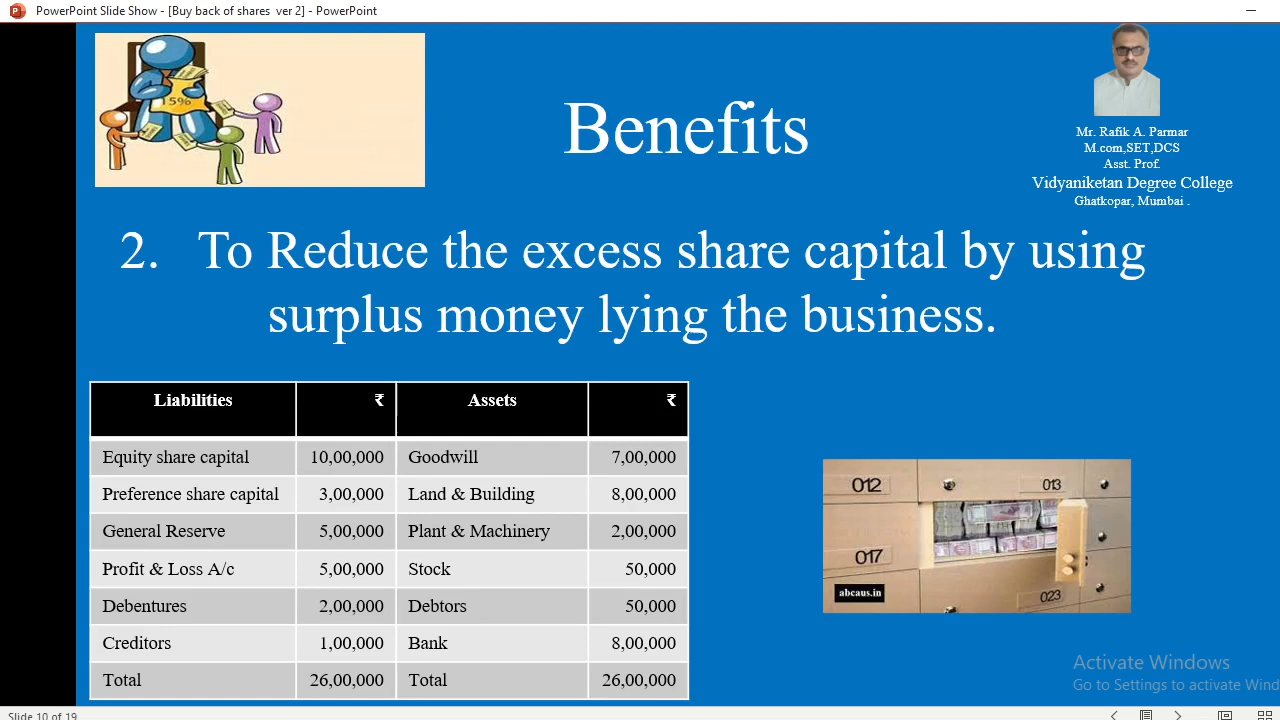 PowerPoint Slide Show - [Buy back of shares ver 2] - PowerPoint
15%
Benefits
Mr. Rafik A. Parmar
M.com,SET,DCS
Asst. Prof.
Vidyaniketan Degree College
Ghatkopar, Mumbai .
2. To Reduce the excess share capital by using
surplus money lying the business.
Liabilities ₹ Assets ₹
Equity share capital 10,00,000 Goodwill 7,00,000
Preference share capital 3,00,000 Land & Building 8,00,000
General Reserve 5,00,000 Plant & Machinery 2,00,000
Profit & Loss A/c 5,00,000 Stock 50,000
Debentures 2,00,000 Debtors 50,000
Creditors 1,00,000 Bank 8,00,000
Total 26,00,000 Total 26,00,000
012
013
017
023
abcaus.in
Activate Windows
Go to Settings to activate Wind
Slide 10 of 19